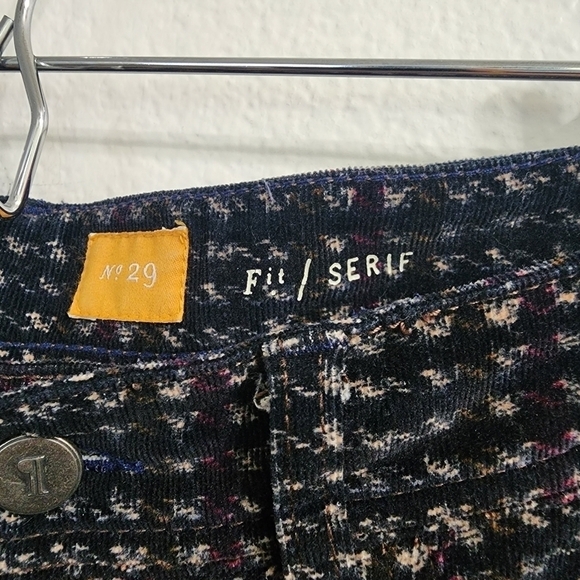 Nº 29
Fit / SERIF
¶